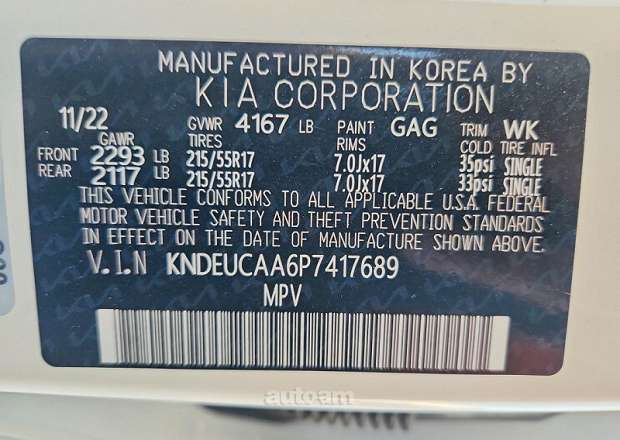 MANUFACTURED IN KOREA BY
KIA CORPORATION
11/22 GVWR 4167 LB PAINT GAG TRIM WK
GAWR TIRES RIMS COLD TIRE INFL
FRONT 2293 LB 215/55R17 7.0Jx17 35psi SINGLE
REAR 2117 LB 215/55R17 7.0Jx17 33psi SINGLE
THIS VEHICLE CONFORMS TO ALL APPLICABLE U.S.A. FEDERAL
MOTOR VEHICLE SAFETY AND THEFT PREVENTION STANDARDS
IN EFFECT ON THE DATE OF MANUFACTURE SHOWN ABOVE.
V.I.N KNDEUCAA6P7417689
MPV
autoam